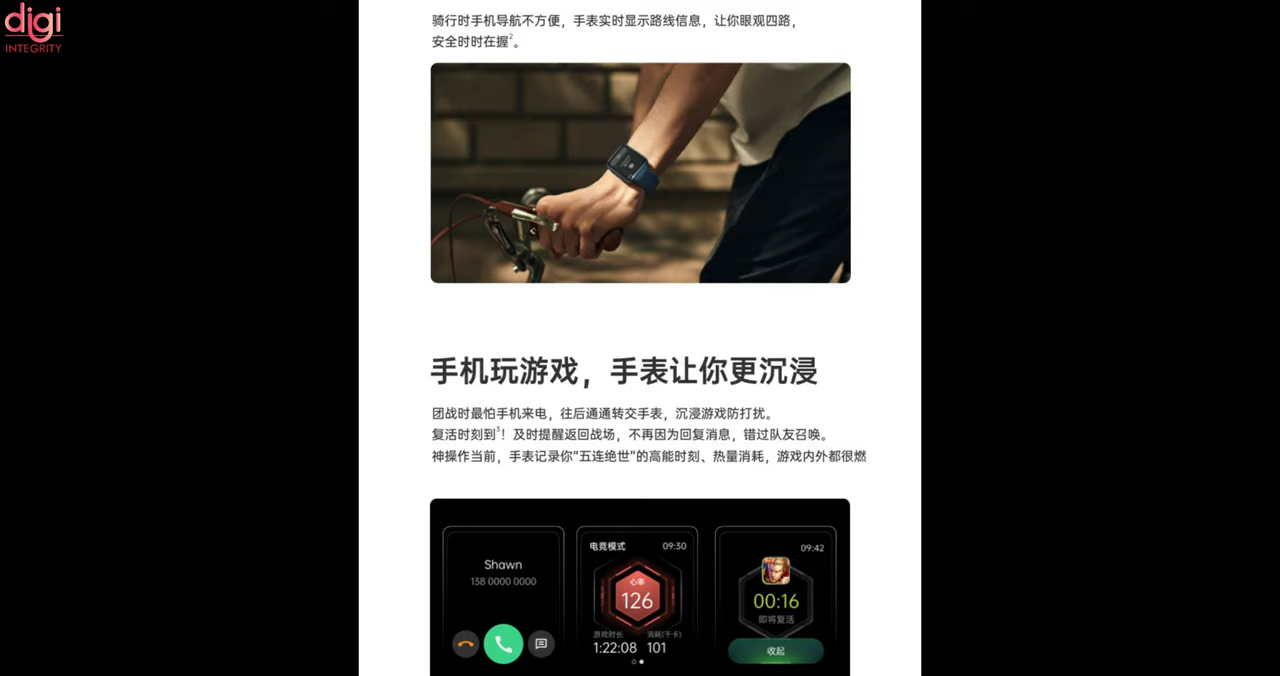 digi
INTEGRITY
骑行时手机导航不方便，手表实时显示路线信息，让你眼观四路，
安全时时在握²。
手机玩游戏，手表让你更沉浸
团战时最怕手机来电，往后通通转交手表，沉浸游戏防打扰。
复活时刻到³！及时提醒返回战场，不再因为回复消息，错过队友召唤。
神操作当前，手表记录你“五连绝世”的高能时刻、热量消耗，游戏内外都很燃
Shawn
138 0000 0000
电竞模式 09:30
心率
126
游戏时长 消耗(千卡)
1:22:08 101
09:42
00:16
即将复活
收起